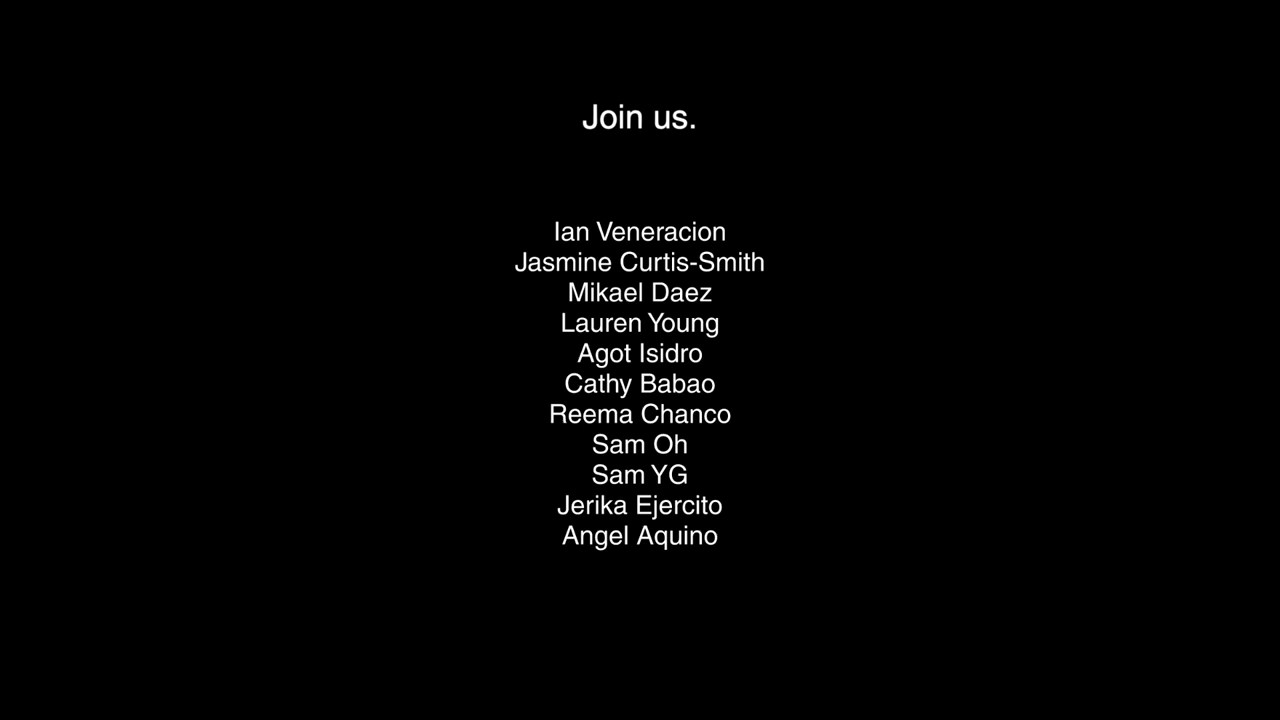 Join us.
Ian Veneracion
Jasmine Curtis-Smith
Mikael Daez
Lauren Young
Agot Isidro
Cathy Babao
Reema Chanco
Sam Oh
Sam YG
Jerika Ejercito
Angel Aquino